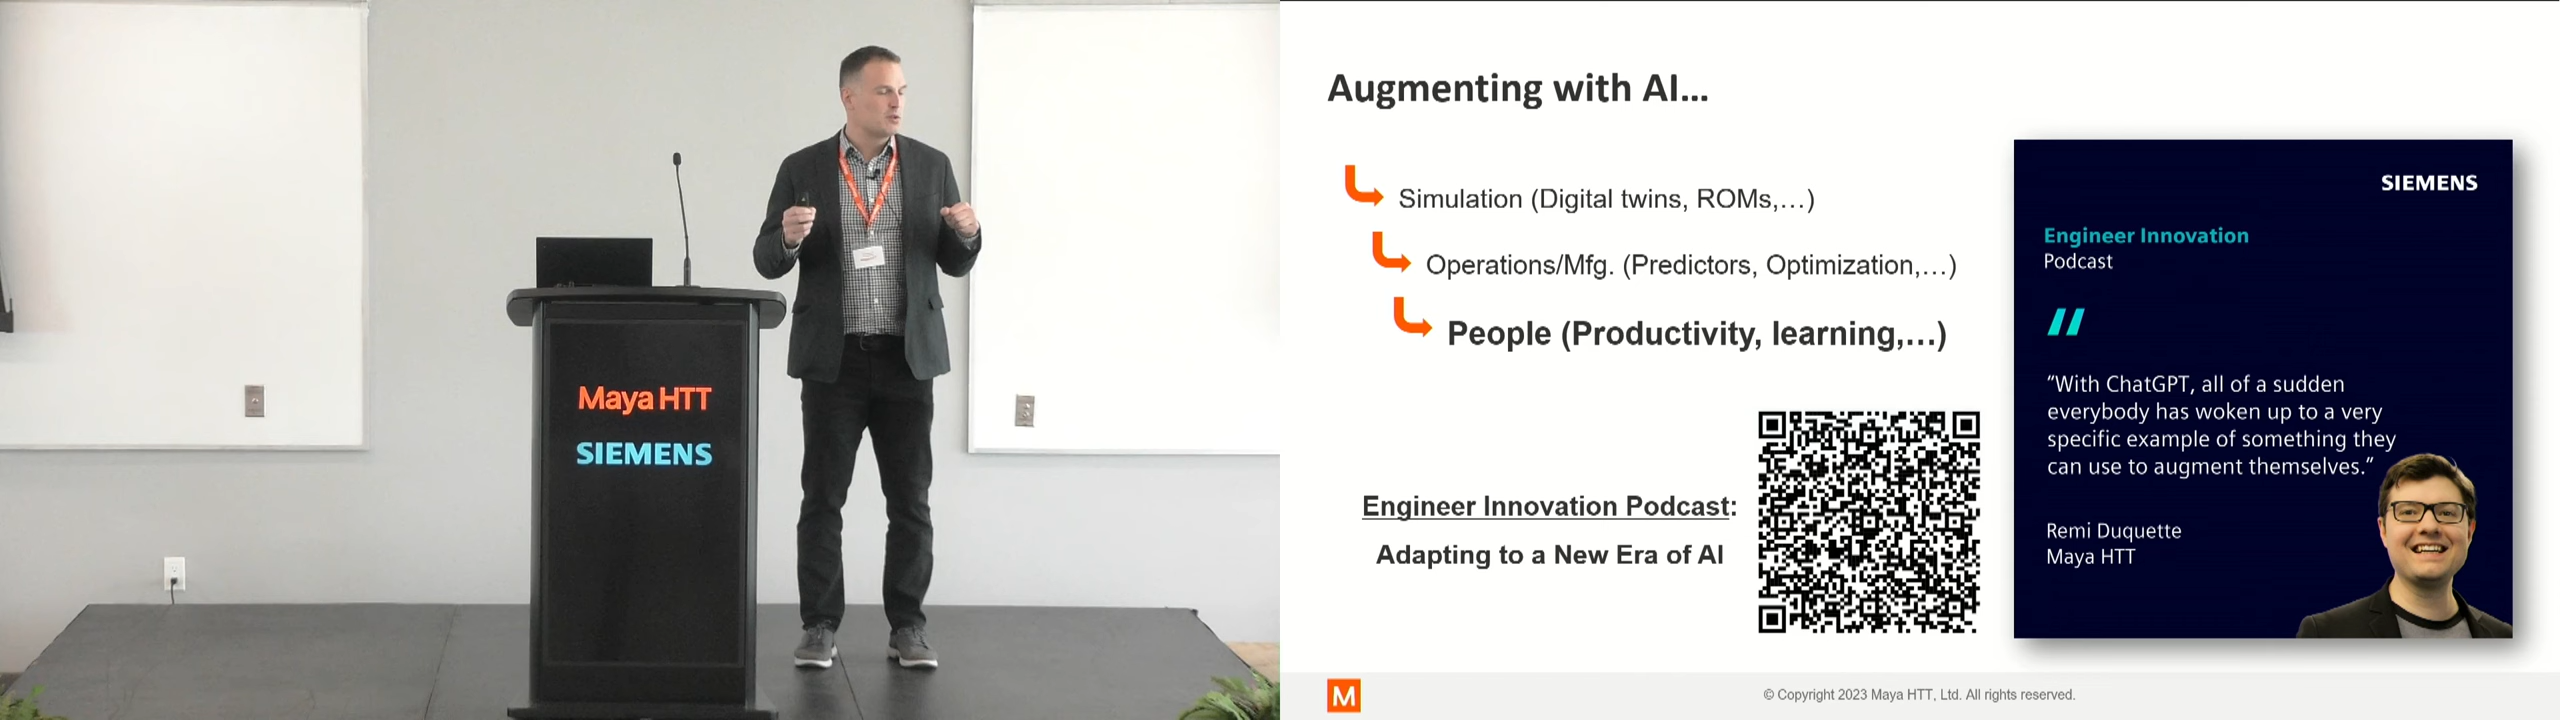 Maya HTT
SIEMENS
Augmenting with AI...
Simulation (Digital twins, ROMs,...)
Operations/Mfg. (Predictors, Optimization,...)
People (Productivity, learning,...)
Engineer Innovation Podcast:
Adapting to a New Era of AI
SIEMENS
Engineer Innovation
Podcast
"With ChatGPT, all of a sudden
everybody has woken up to a very
specific example of something they
can use to augment themselves."
Remi Duquette
Maya HTT
M
© Copyright 2023 Maya HTT, Ltd. All rights reserved.